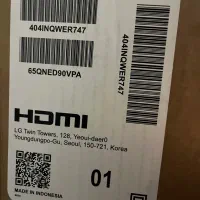 404INQWER747
404INQWER747
65QNED90VPA
HDMI
LG Twin Towers, 128, Yeoui-daero
Youngdungpo-Gu, Seoul, 150-721, Korea
01
MADE IN INDONESIA